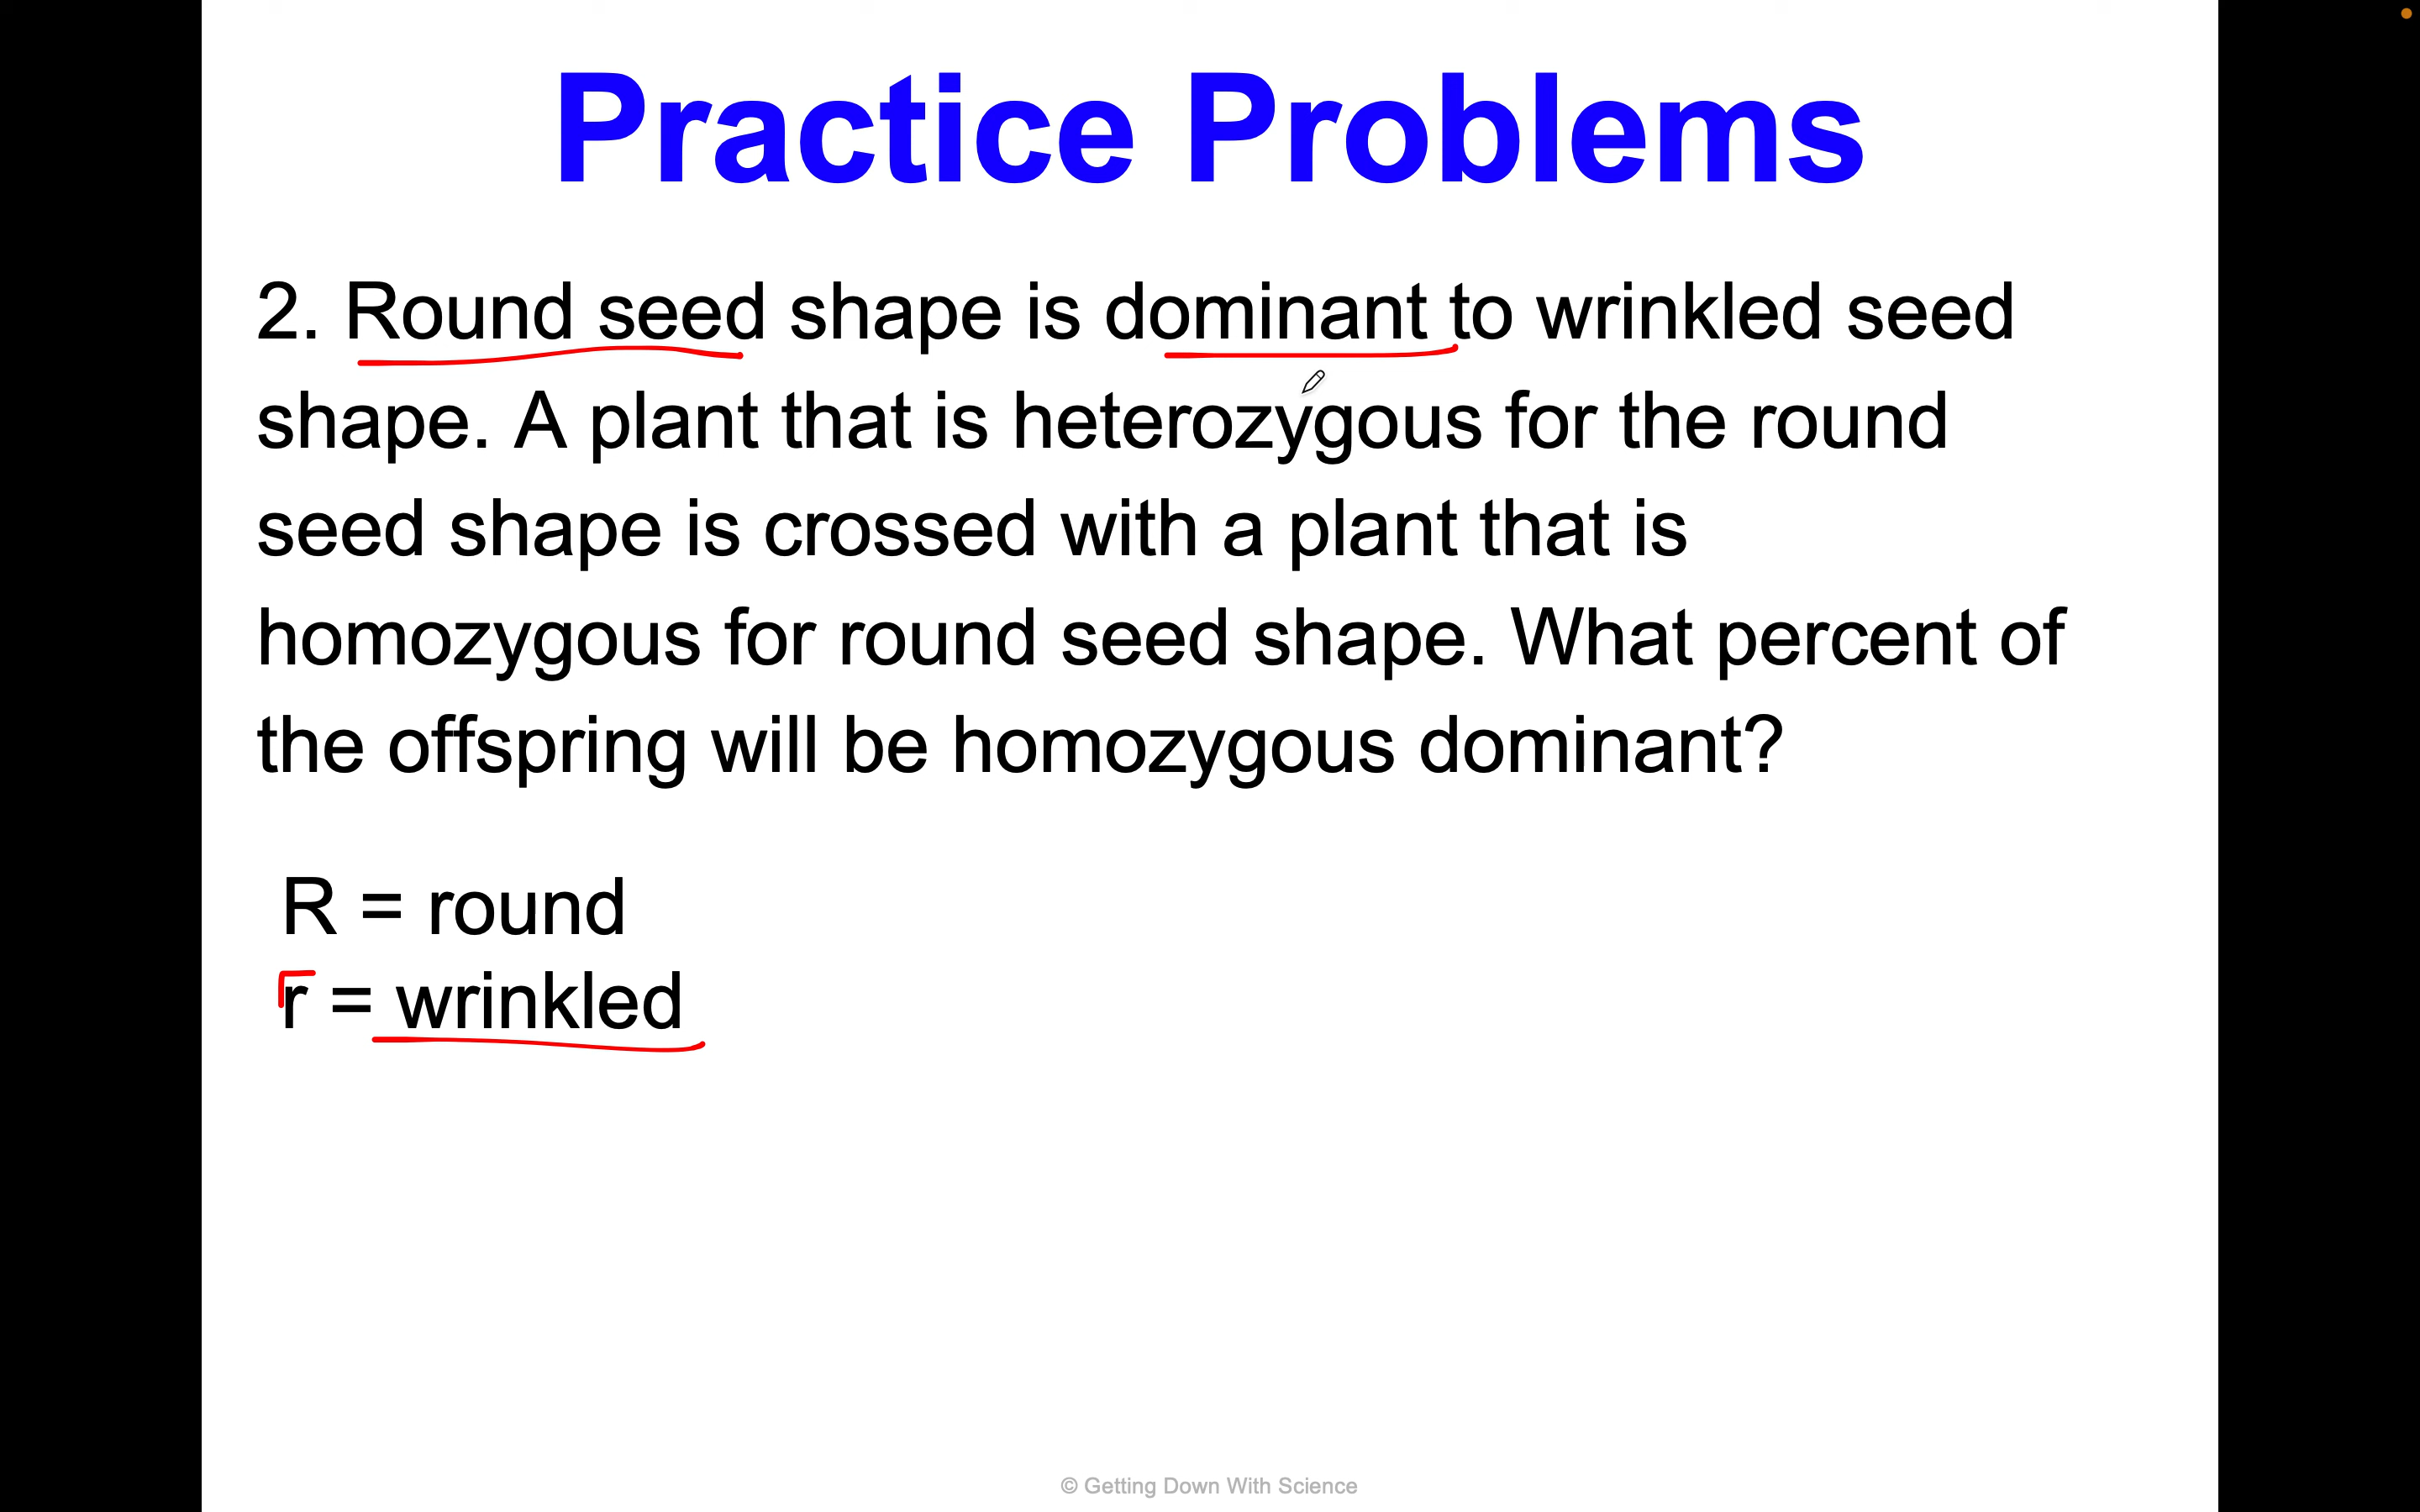 Practice Problems
2. Round seed shape is dominant to wrinkled seed
shape. A plant that is heterozygous for the round
seed shape is crossed with a plant that is
homozygous for round seed shape. What percent of
the offspring will be homozygous dominant?
R = round
r = wrinkled
© Getting Down With Science